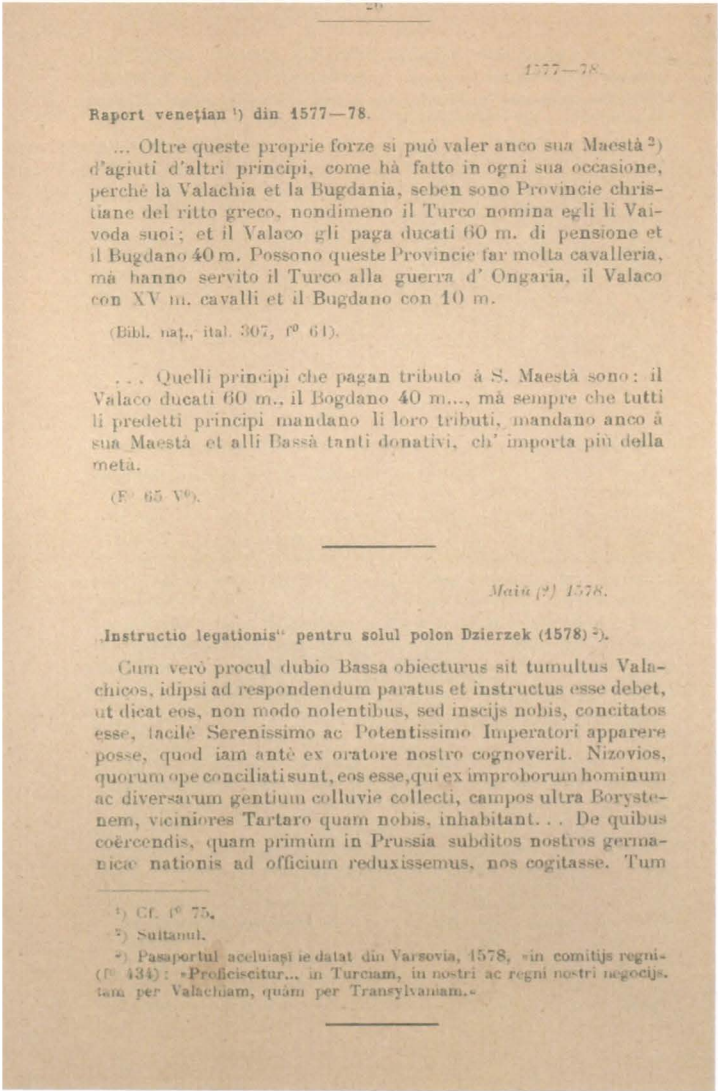 1577—78.
Raport venețian ¹) din 1577—78.
... Oltre queste proprie forze si può valer anco sua Maestà ²)
d'agiuti d'altri principi, come hà fatto in ogni sua occasione,
perchè la Valachia et la Bugdania, seben sono Provincie chris-
tiane del ritto greco, nondimeno il Turco nomina egli li Vai-
voda suoi; et il Valaco gli paga ducati 60 m. di pensione et
il Bugdano 40 m. Possono queste Provincie far molta cavalleria,
mà hanno servito il Turco alla guerra d' Ongaria, il Valaco
con XV m. cavalli et il Bugdano con 10 m.
(Bibl. naț., ital. 307, f⁰ 61).
... Quelli principi che pagan tributo à S. Maestà sono: il
Valaco ducati 60 m., il Bogdano 40 m..., mà sempre che tutti
li predetti principi mandano li loro tributi, mandano anco à
sua Maestà et alli Bassà tanti donativi, ch' importa più della
metà.
(F⁰ 65 V⁰).
Maiŭ (?) 1578.
„Instructio legationis" pentru solul polon Dzierzek (1578) ²).
Cum verò procul dubio Bassa obiecturus sit tumultus Vala-
chicos, idipsi ad respondendum paratus et instructus esse debet,
ut dicat eos, non modo nolentibus, sed inscijs nobis, concitatos
esse, facilè Serenissimo ac Potentissimo Imperatori apparere
posse, quod iam antè ex oratore nostro cognoverit. Nizovios,
quorum ope conciliati sunt, eos esse, qui ex improborum hominum
ac diversarum gentium colluvie collecti, campos ultra Boryste-
nem, viciniores Tartaro quam nobis, inhabitant... De quibus
coërcendis, quam primùm in Prussia subditos nostros germa-
nicae nationis ad officium reduxissemus, nos cogitasse. Tum
¹) Cf. f⁰ 75.
²) Sultanul.
²) Pasaportul aceluiași ie datat din Varsovia, 1578, »in comitijs regni«
(f⁰ 434): »Proficiscitur... in Turciam, in nostri ac regni nostri negocijs,
tam per Valachiam, quàm per Transylvaniam.«